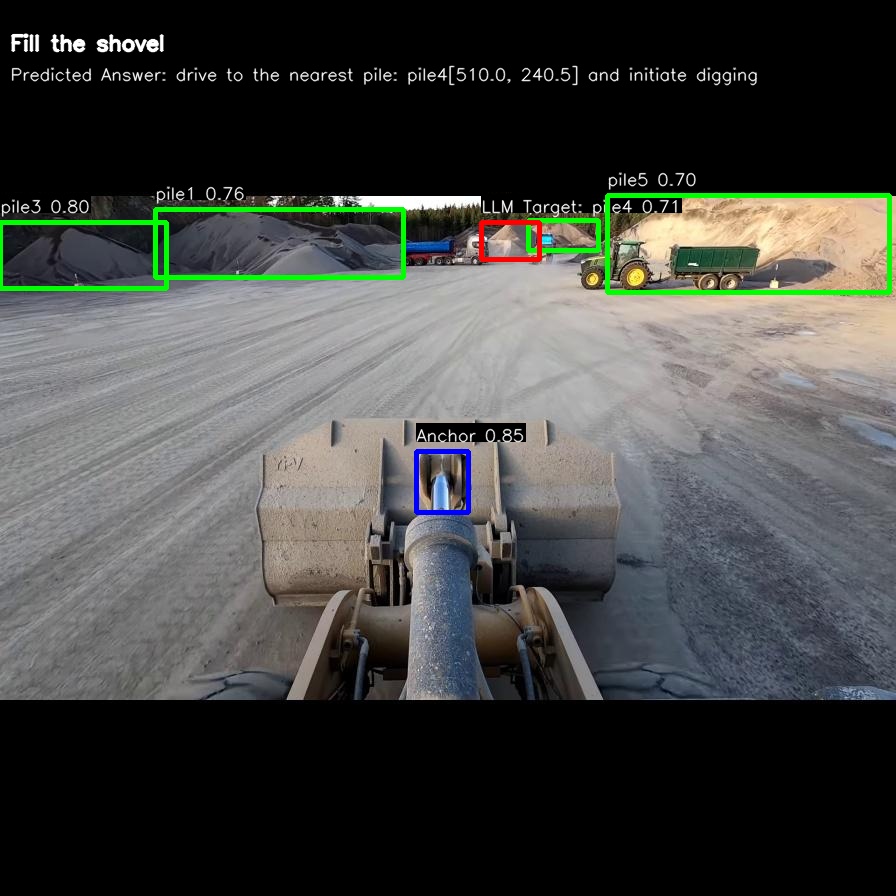 Fill the shovel
Predicted Answer: drive to the nearest pile: pile4[510.0, 240.5] and initiate digging
pile5 0.70
pile1 0.76
pile3 0.80
LLM Target: pile4 0.71
Anchor 0.85